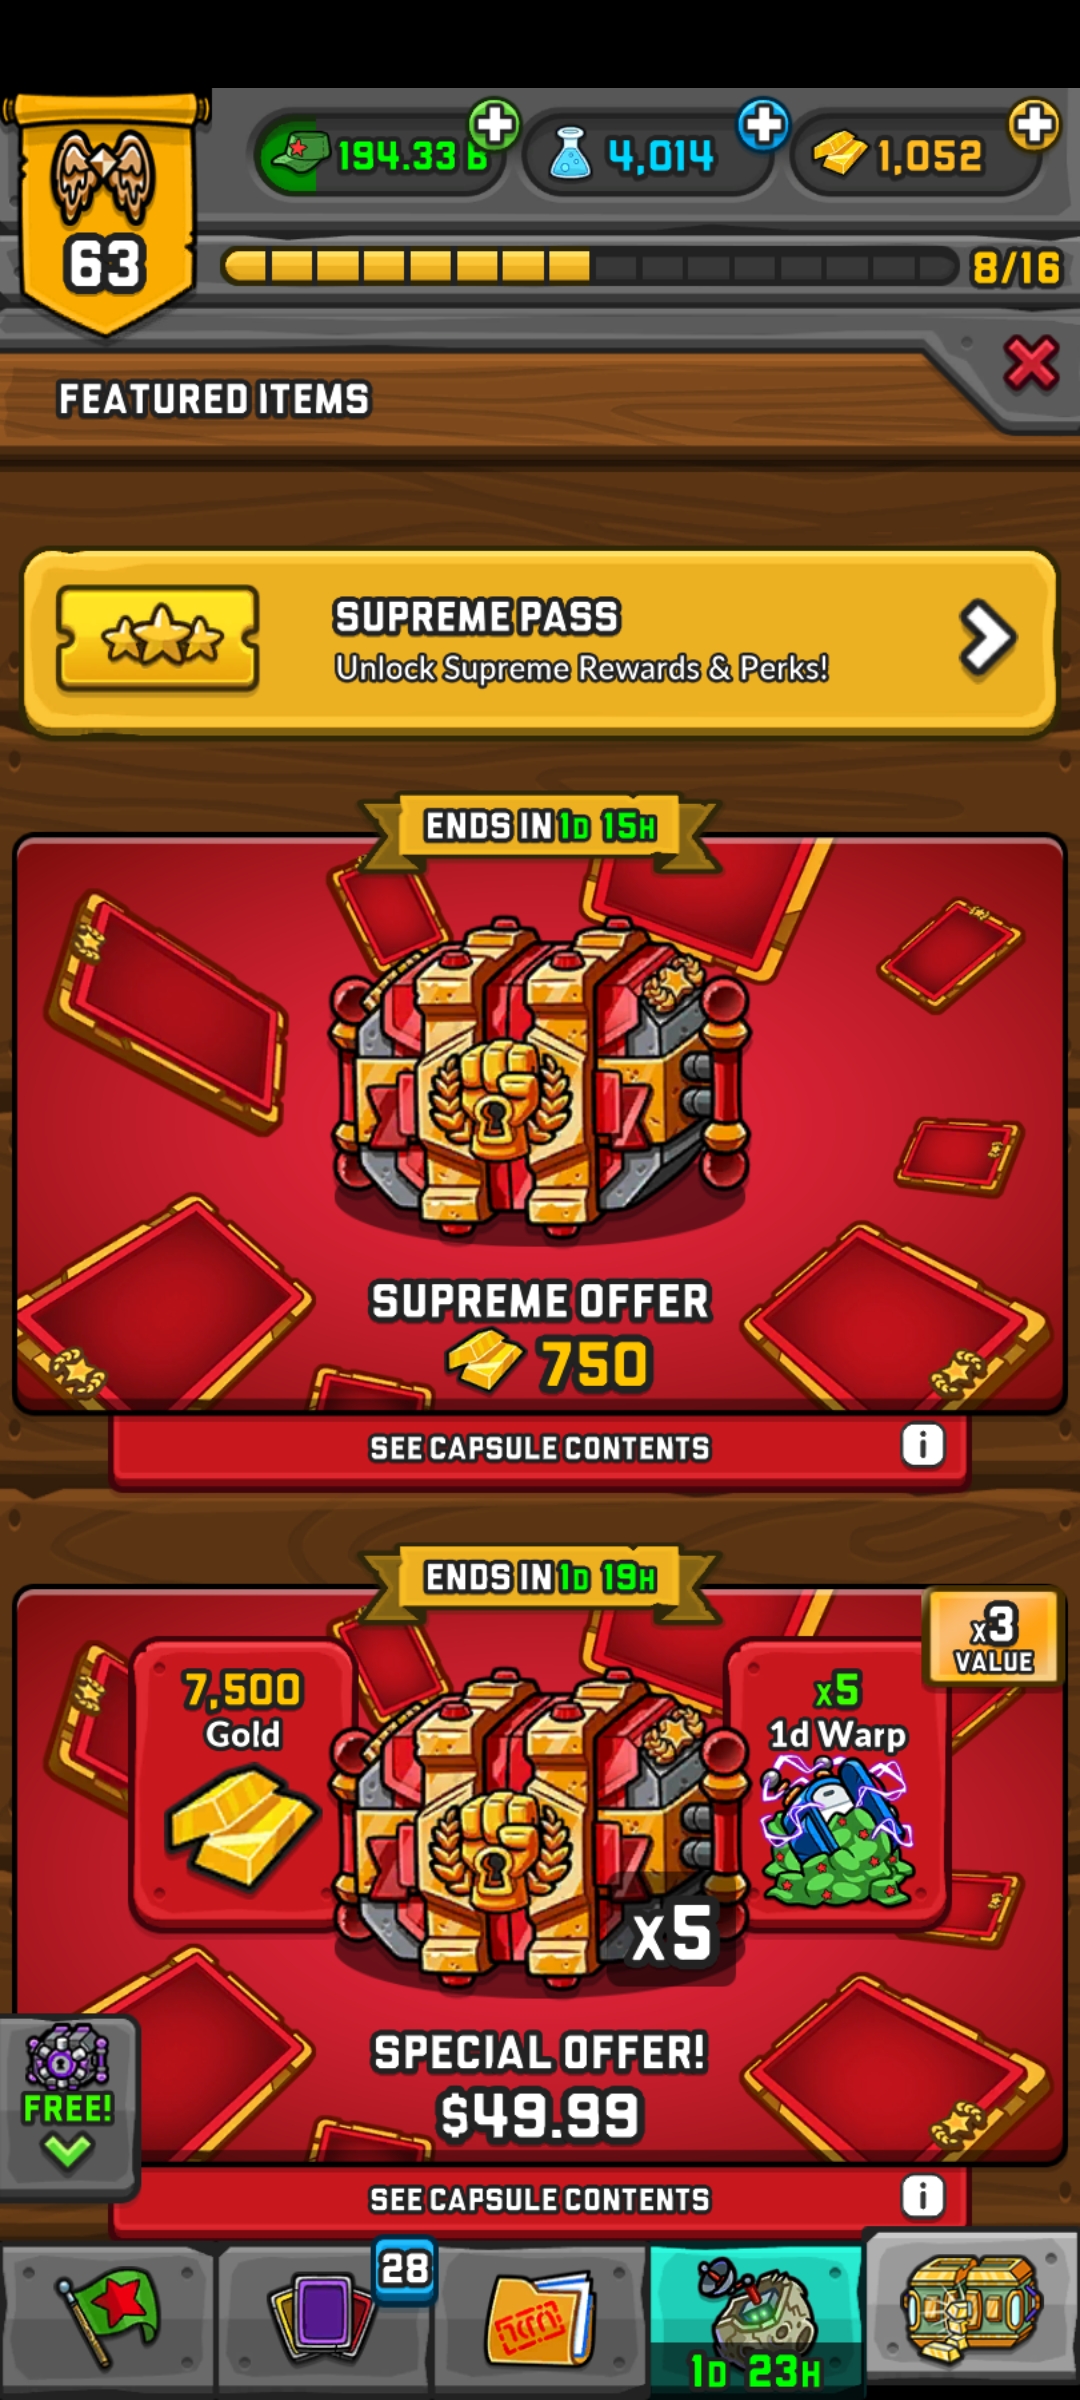 194.33 B
4,014
1,052
63
8/16
FEATURED ITEMS
SUPREME PASS
Unlock Supreme Rewards & Perks!
ENDS IN 1D 15H
SUPREME OFFER
750
SEE CAPSULE CONTENTS
i
ENDS IN 1D 19H
x3
VALUE
7,500
Gold
x5
1d Warp
x5
SPECIAL OFFER!
$49.99
FREE!
SEE CAPSULE CONTENTS
i
28
1D 23H